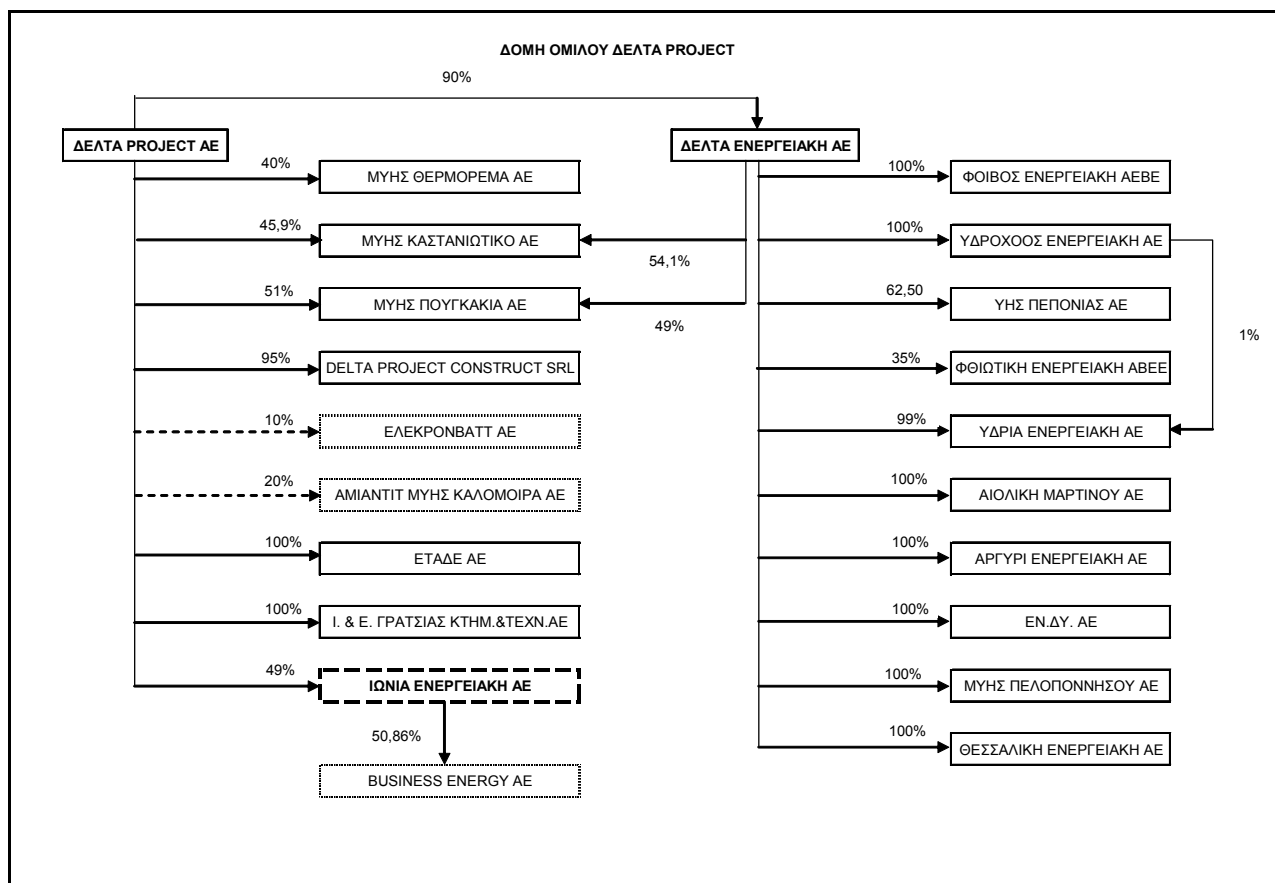 ΔΟΜΗ ΟΜΙΛΟΥ ΔΕΛΤΑ PROJECT
90%
ΔΕΛΤΑ PROJECT ΑΕ
ΔΕΛΤΑ ΕΝΕΡΓΕΙΑΚΗ ΑΕ
40%
ΜΥΗΣ ΘΕΡΜΟΡΕΜΑ ΑΕ
100%
ΦΟΙΒΟΣ ΕΝΕΡΓΕΙΑΚΗ ΑΕΒΕ
45,9%
ΜΥΗΣ ΚΑΣΤΑΝΙΩΤΙΚΟ ΑΕ
54,1%
100%
ΥΔΡΟΧΟΟΣ ΕΝΕΡΓΕΙΑΚΗ ΑΕ
51%
ΜΥΗΣ ΠΟΥΓΚΑΚΙΑ ΑΕ
49%
62,50
ΥΗΣ ΠΕΠΟΝΙΑΣ ΑΕ
1%
95%
DELTA PROJECT CONSTRUCT SRL
35%
ΦΘΙΩΤΙΚΗ ΕΝΕΡΓΕΙΑΚΗ ΑΒΕΕ
10%
ΕΛΕΚΡΟΝΒΑΤΤ ΑΕ
99%
ΥΔΡΙΑ ΕΝΕΡΓΕΙΑΚΗ ΑΕ
20%
ΑΜΙΑΝΤΙΤ ΜΥΗΣ ΚΑΛΟΜΟΙΡΑ ΑΕ
100%
ΑΙΟΛΙΚΗ ΜΑΡΤΙΝΟΥ ΑΕ
100%
ΕΤΑΔΕ ΑΕ
100%
ΑΡΓΥΡΙ ΕΝΕΡΓΕΙΑΚΗ ΑΕ
100%
Ι. & Ε. ΓΡΑΤΣΙΑΣ ΚΤΗΜ.&ΤΕΧΝ.ΑΕ
100%
ΕΝ.ΔΥ. ΑΕ
49%
ΙΩΝΙΑ ΕΝΕΡΓΕΙΑΚΗ ΑΕ
100%
ΜΥΗΣ ΠΕΛΟΠΟΝΝΗΣΟΥ ΑΕ
50,86%
100%
ΘΕΣΣΑΛΙΚΗ ΕΝΕΡΓΕΙΑΚΗ ΑΕ
BUSINESS ENERGY ΑΕ